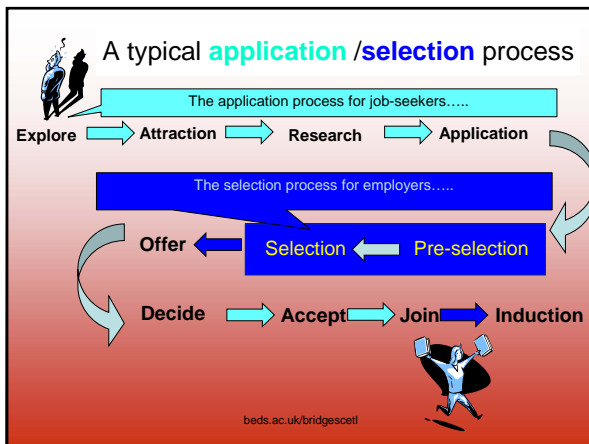 A typical application /selection process
The application process for job-seekers…..
Explore Attraction Research Application
The selection process for employers…..
Offer Selection Pre-selection
Decide Accept Join Induction
beds.ac.uk/bridgescetl